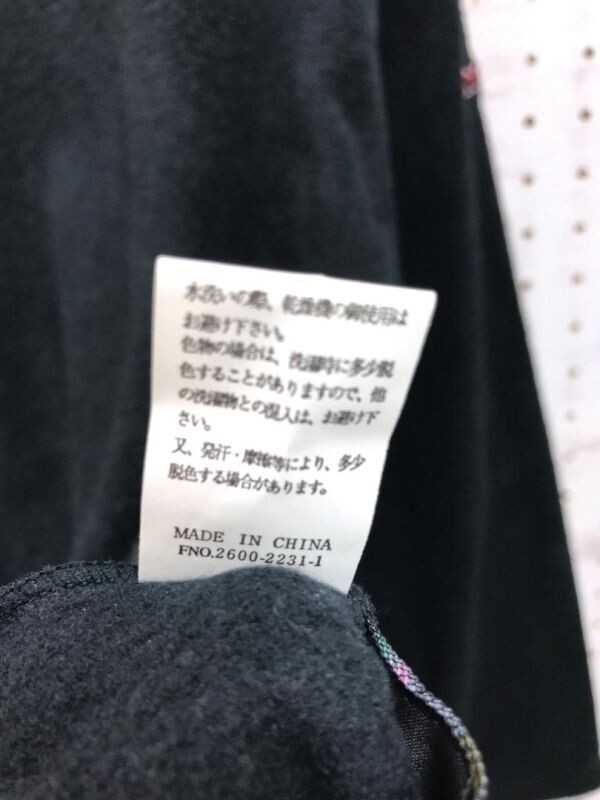 水洗いの際、乾燥機の御使用は
お避け下さい。
色物の場合は、洗濯時に多少脱
色することがありますので、他
の洗濯物との混入は、お避け下
さい。
又、発汗・摩擦等により、多少
脱色する場合があります。
MADE IN CHINA
FNO.2600-2231-1